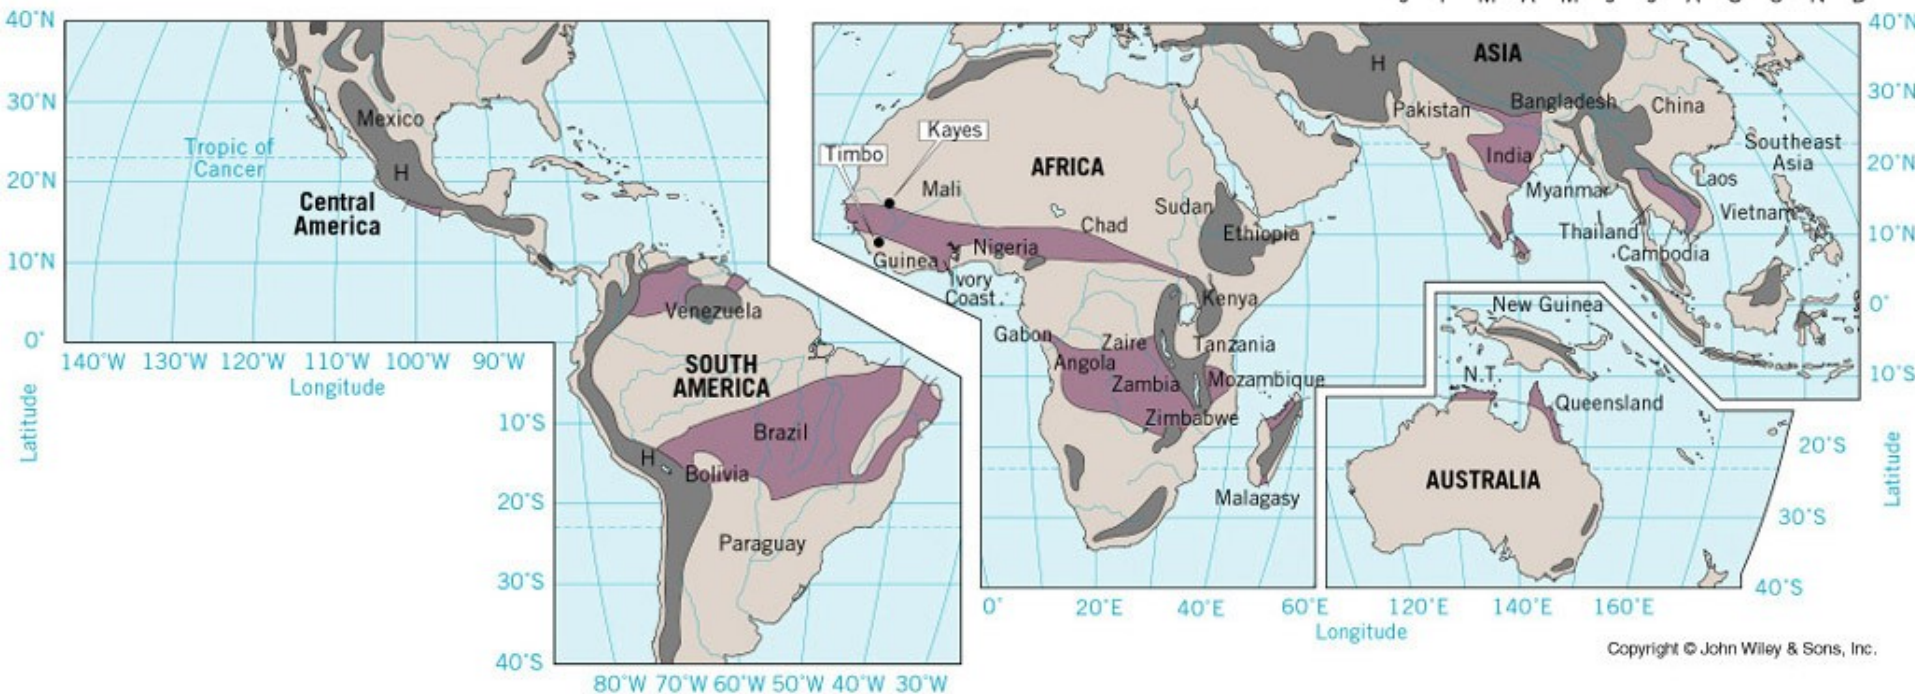 40°N
30°N
20°N
10°N
0°
Latitude
140°W 130°W 120°W 110°W 100°W 90°W
Longitude
Tropic of
Cancer
Mexico
H
Central
America
Venezuela
SOUTH
AMERICA
Brazil
H
Bolivia
Paraguay
10°S
20°S
30°S
40°S
80°W 70°W 60°W 50°W 40°W 30°W
Kayes
Timbo
Mali
AFRICA
Chad
Sudan
Ethiopia
Nigeria
Guinea
Ivory
Coast
Kenya
Gabon
Zaire
Tanzania
Angola
Zambia
Mozambique
Zimbabwe
Malagasy
0° 20°E 40°E 60°E
Longitude
H
ASIA
Pakistan
Bangladesh
China
India
Southeast
Asia
Myanmar
Laos
Vietnam
Thailand
Cambodia
40°N
30°N
20°N
10°N
0°
10°S
New Guinea
N.T.
Queensland
AUSTRALIA
20°S
30°S
40°S
Latitude
120°E 140°E 160°E
Copyright © John Wiley & Sons, Inc.